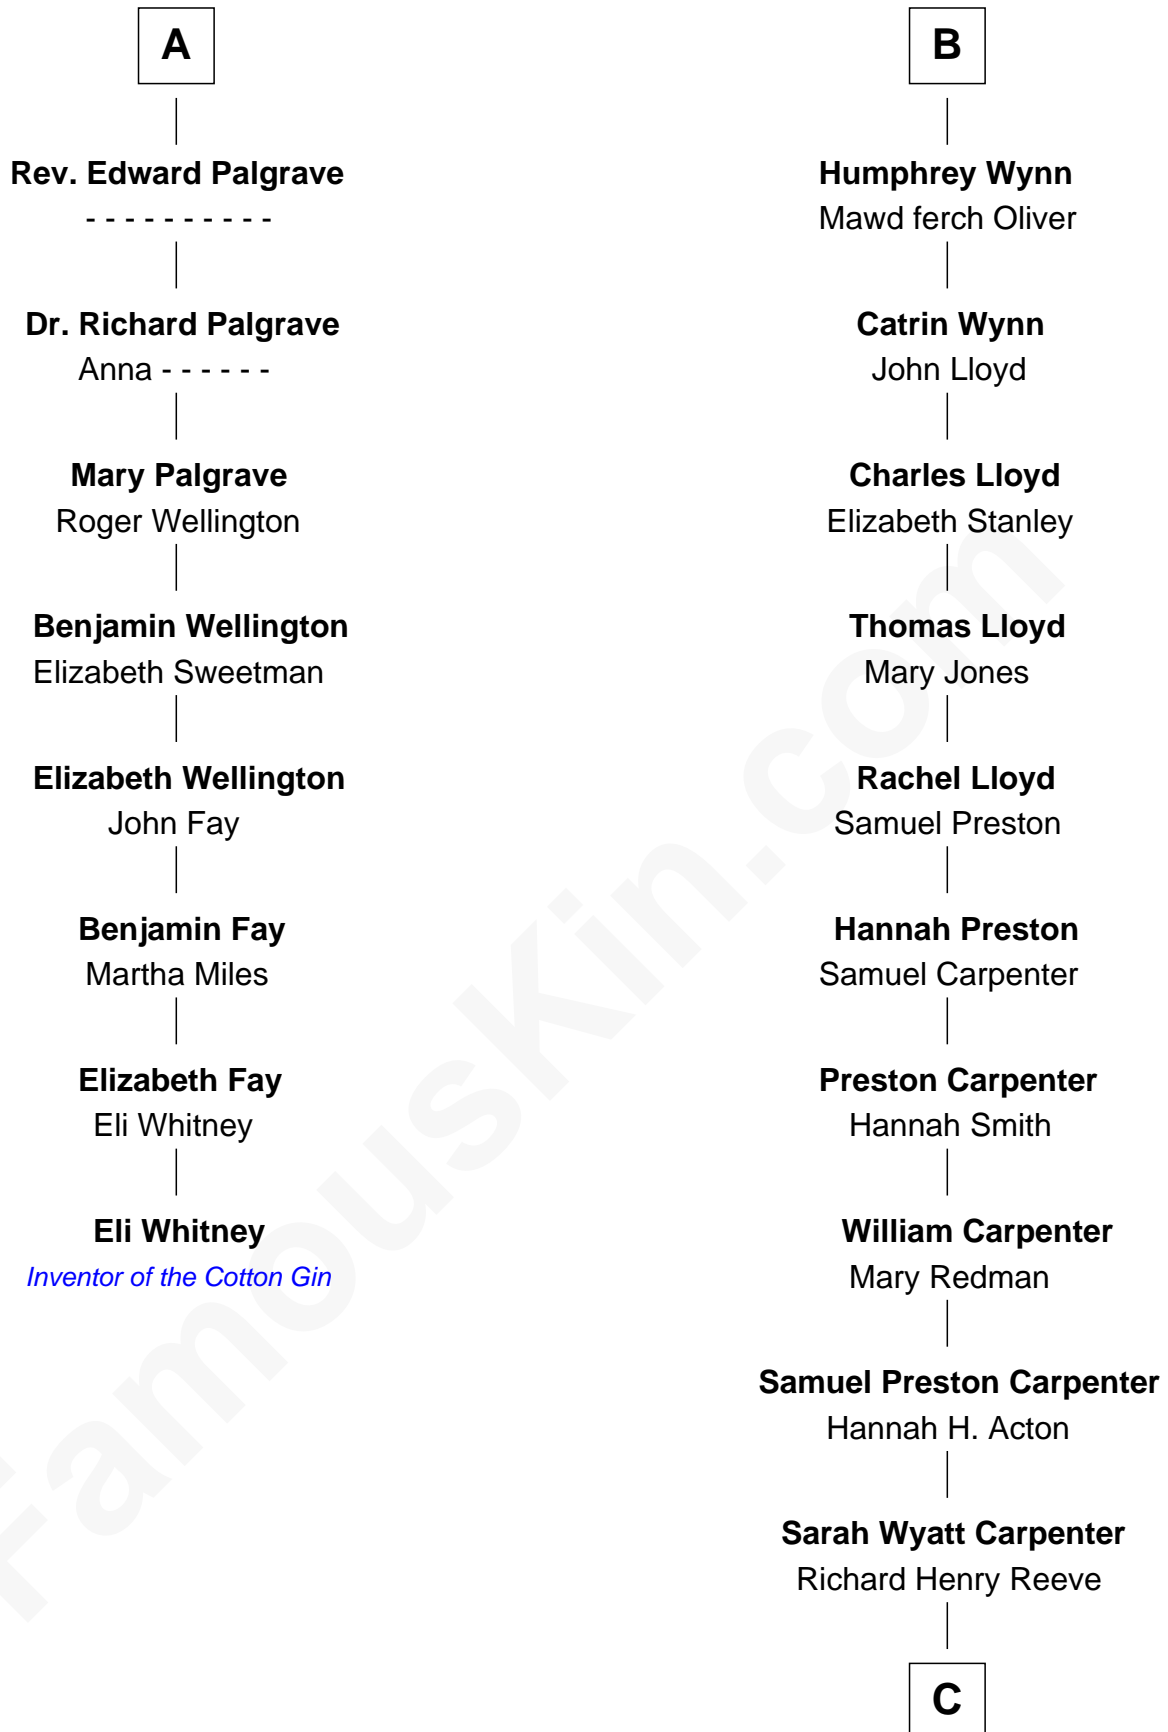 A
Rev. Edward Palgrave
- - - - - - - - - -
Dr. Richard Palgrave
Anna - - - - - -
Mary Palgrave
Roger Wellington
Benjamin Wellington
Elizabeth Sweetman
Elizabeth Wellington
John Fay
Benjamin Fay
Martha Miles
Elizabeth Fay
Eli Whitney
Eli Whitney
Inventor of the Cotton Gin
B
Humphrey Wynn
Mawd ferch Oliver
Catrin Wynn
John Lloyd
Charles Lloyd
Elizabeth Stanley
Thomas Lloyd
Mary Jones
Rachel Lloyd
Samuel Preston
Hannah Preston
Samuel Carpenter
Preston Carpenter
Hannah Smith
William Carpenter
Mary Redman
Samuel Preston Carpenter
Hannah H. Acton
Sarah Wyatt Carpenter
Richard Henry Reeve
C
FamousKin.com